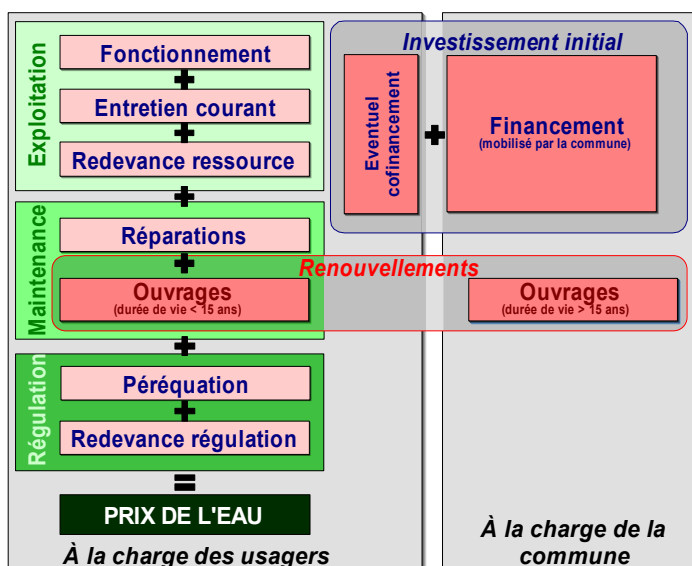 Exploitation
Fonctionnement
+
Entretien courant
+
Redevance ressource
+
Maintenance
Réparations
+
Renouvellements
Ouvrages
(durée de vie < 15 ans)
+
Régulation
Péréquation
+
Redevance régulation
=
PRIX DE L'EAU
À la charge des usagers
Investissement initial
Eventuel
cofinancement
+
Financement
(mobilisé par la commune)
Ouvrages
(durée de vie > 15 ans)
À la charge de la
commune